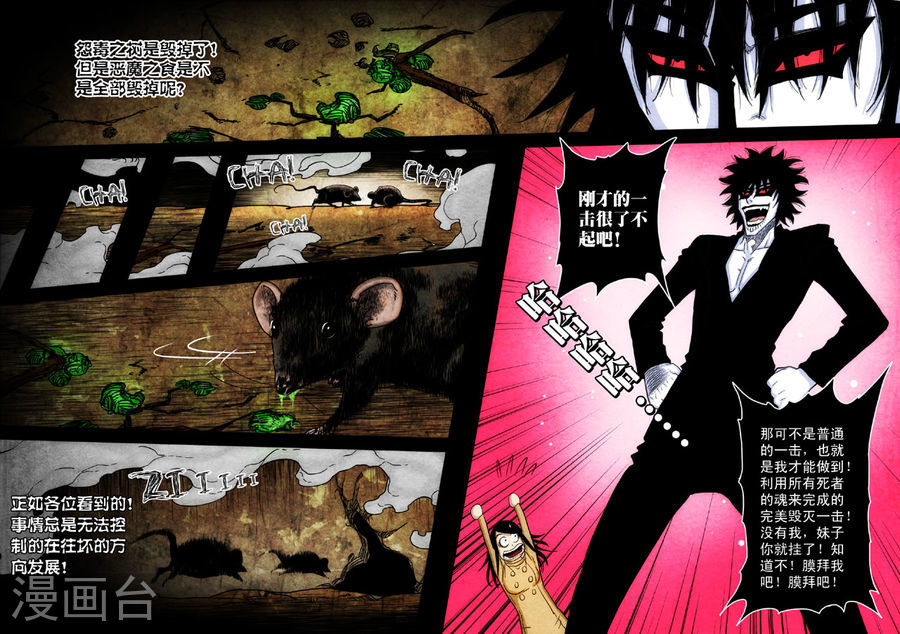 怨毒之树是毁掉了！
但是恶魔之食是不
是全部毁掉呢？
CHA!
CHA!
CHA!
CHA!
刚才的一
击很了不
起吧！
哈哈哈哈……
那可不是普通
的一击，也就
是我才能做到！
利用所有死者
的魂来完成的
完美毁灭一击！
没有我，妹子
你就挂了！知
道不！膜拜我
吧！膜拜吧！
ZIIIIII
正如各位看到的！
事情总是无法控
制的在往坏的方
向发展！
漫画台